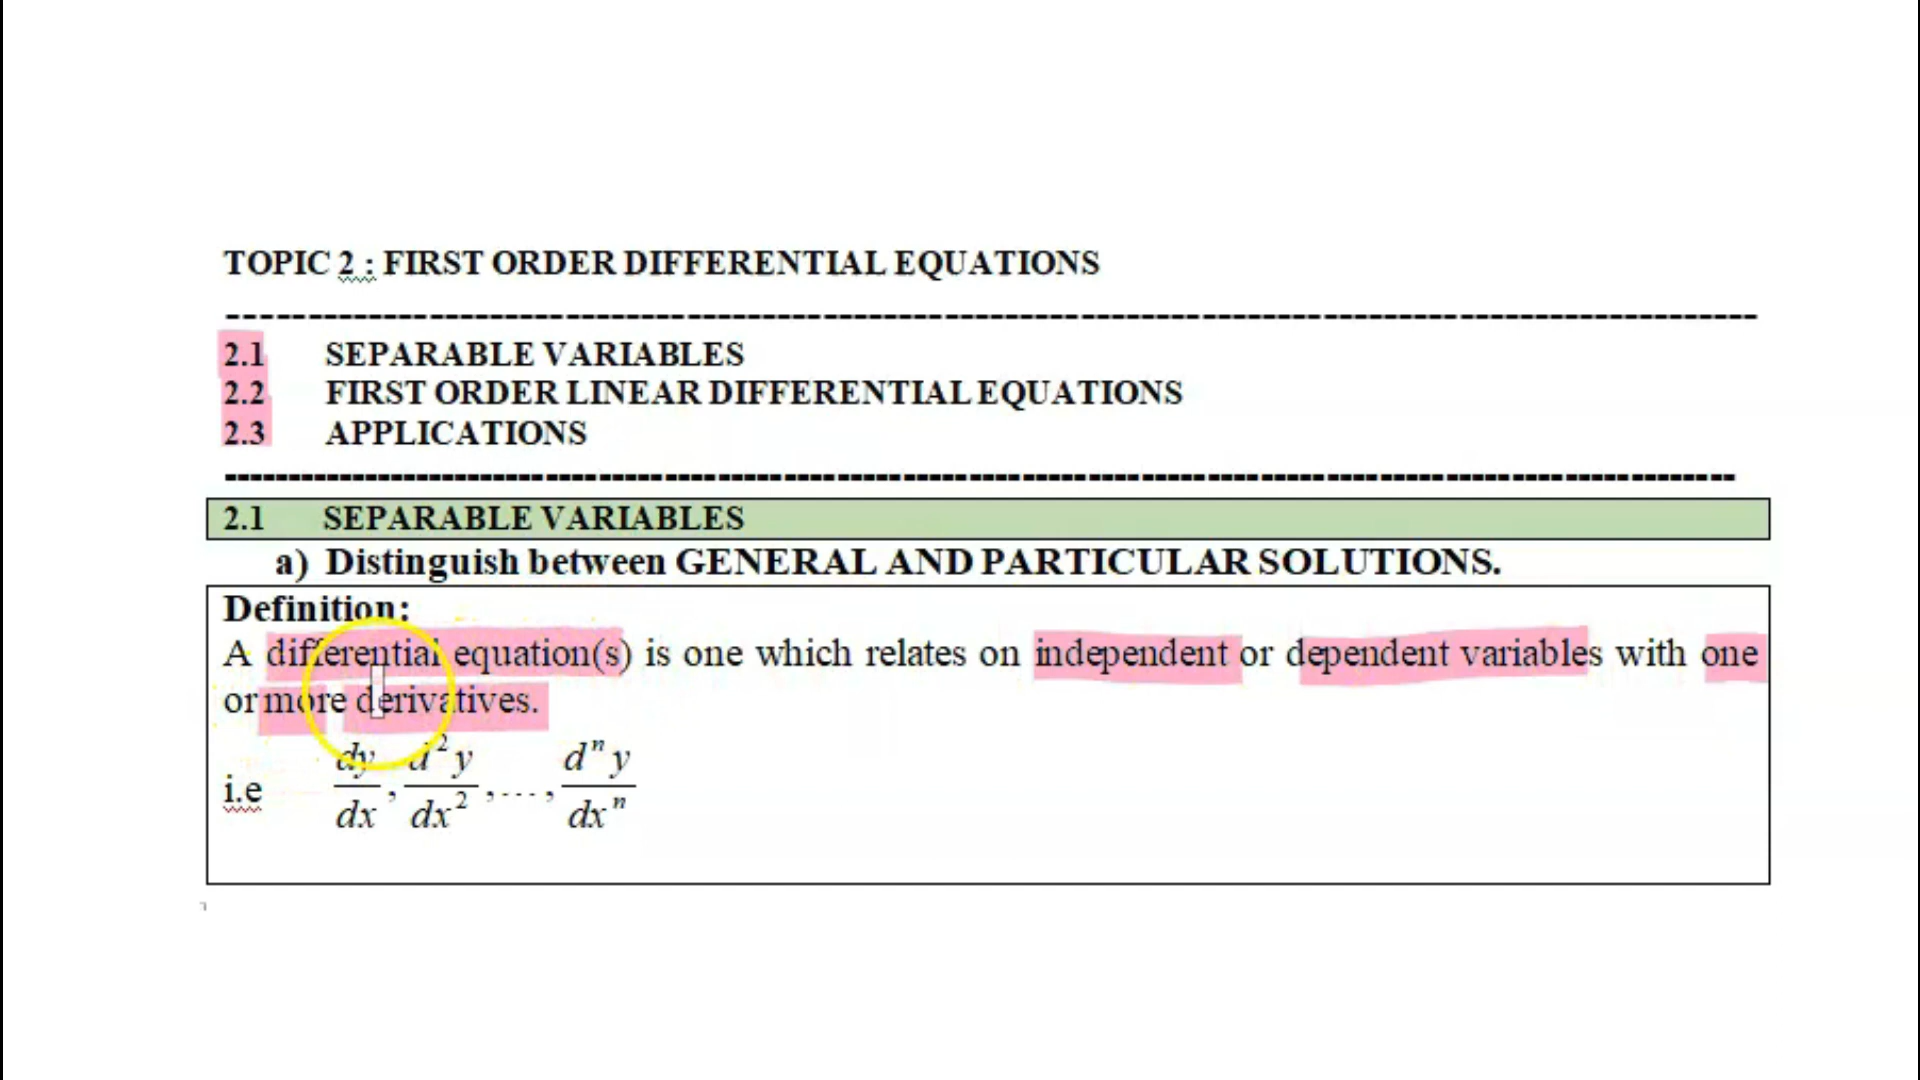 TOPIC 2 : FIRST ORDER DIFFERENTIAL EQUATIONS
2.1 SEPARABLE VARIABLES
2.2 FIRST ORDER LINEAR DIFFERENTIAL EQUATIONS
2.3 APPLICATIONS
2.1 SEPARABLE VARIABLES
a) Distinguish between GENERAL AND PARTICULAR SOLUTIONS.
Definition:
A differential equation(s) is one which relates on independent or dependent variables with one
or more derivatives.
i.e dy/dx, d²y/dx², ..., dⁿy/dxⁿ